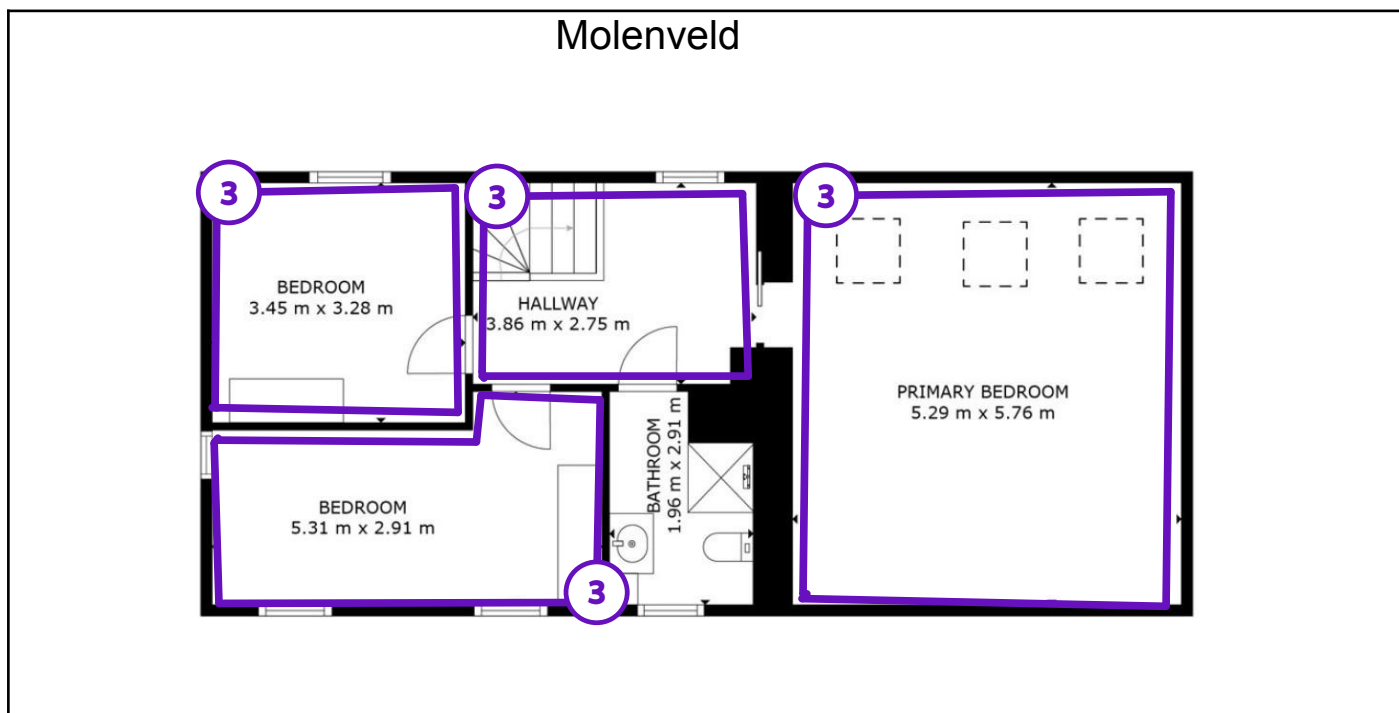 Molenveld
3
3
3
BEDROOM
3.45 m x 3.28 m
HALLWAY
3.86 m x 2.75 m
PRIMARY BEDROOM
5.29 m x 5.76 m
BEDROOM
5.31 m x 2.91 m
BATHROOM
1.96 m x 2.91 m
3